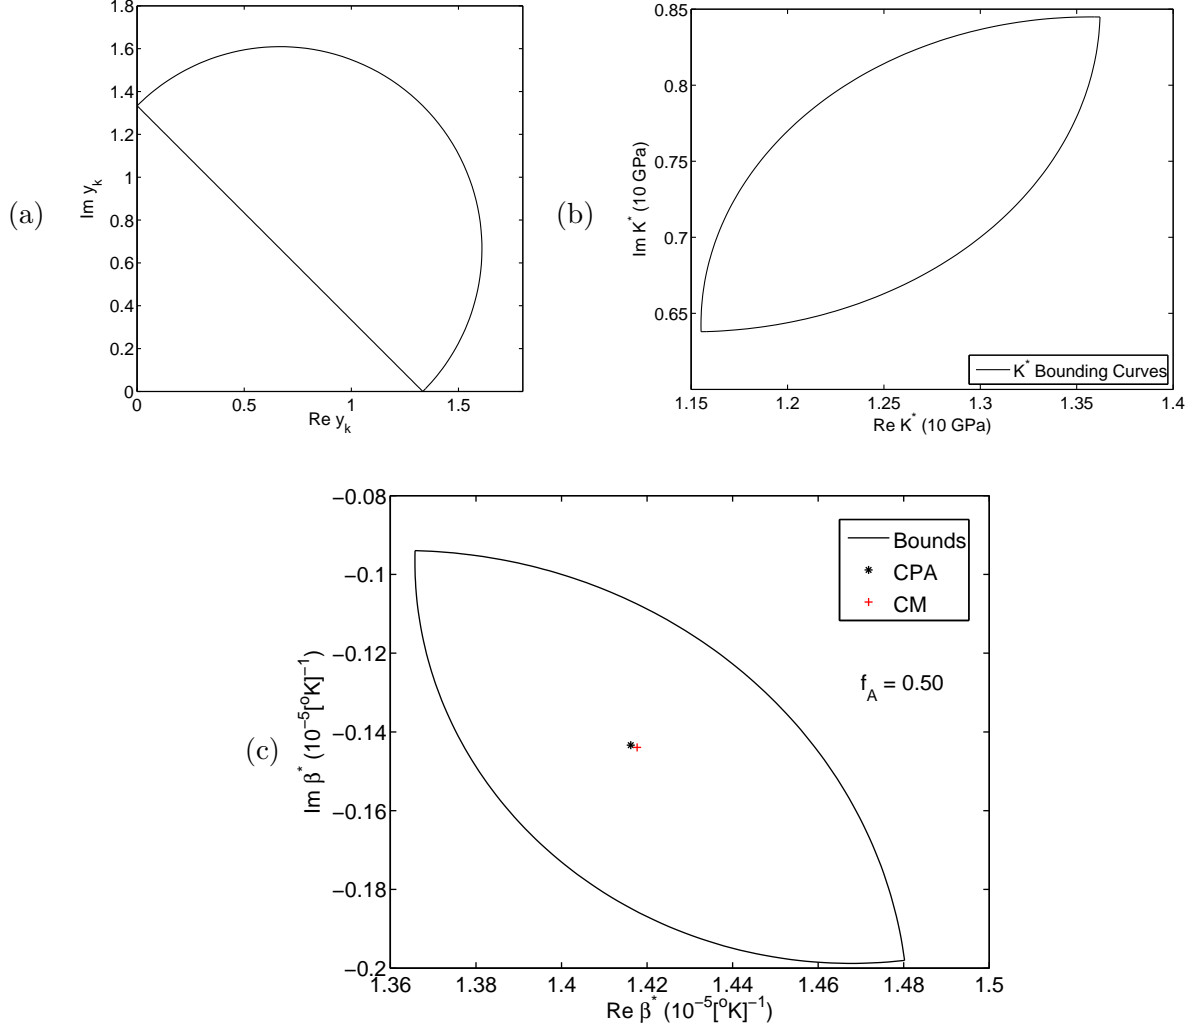 (a)
Im y_k
1.8
1.6
1.4
1.2
1
0.8
0.6
0.4
0.2
0
0 0.5 1 1.5
Re y_k
(b)
Im K^* (10 GPa)
0.85
0.8
0.75
0.7
0.65
K^* Bounding Curves
1.15 1.2 1.25 1.3 1.35 1.4
Re K^* (10 GPa)
(c)
Im β^* (10^−5[°K]^−1)
−0.08
−0.1
−0.12
−0.14
−0.16
−0.18
−0.2
Bounds
CPA
CM
f_A = 0.50
1.36 1.38 1.4 1.42 1.44 1.46 1.48 1.5
Re β^* (10^−5[°K]^−1)